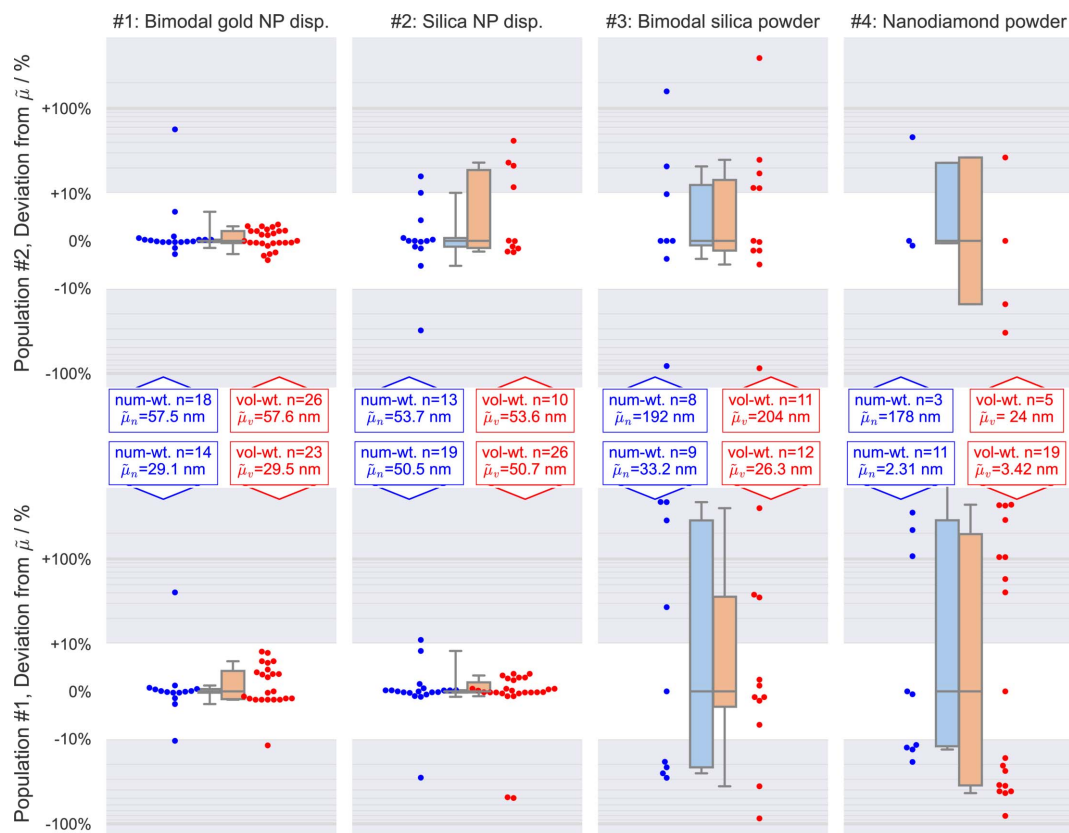 #1: Bimodal gold NP disp.
#2: Silica NP disp.
#3: Bimodal silica powder
#4: Nanodiamond powder
Population #2, Deviation from μ̃ / %
+100%
+10%
0%
-10%
-100%
num-wt. n=18
μ̃ₙ=57.5 nm
vol-wt. n=26
μ̃ᵥ=57.6 nm
num-wt. n=13
μ̃ₙ=53.7 nm
vol-wt. n=10
μ̃ᵥ=53.6 nm
num-wt. n=8
μ̃ₙ=192 nm
vol-wt. n=11
μ̃ᵥ=204 nm
num-wt. n=3
μ̃ₙ=178 nm
vol-wt. n=5
μ̃ᵥ= 24 nm
num-wt. n=14
μ̃ₙ=29.1 nm
vol-wt. n=23
μ̃ᵥ=29.5 nm
num-wt. n=19
μ̃ₙ=50.5 nm
vol-wt. n=26
μ̃ᵥ=50.7 nm
num-wt. n=9
μ̃ₙ=33.2 nm
vol-wt. n=12
μ̃ᵥ=26.3 nm
num-wt. n=11
μ̃ₙ=2.31 nm
vol-wt. n=19
μ̃ᵥ=3.42 nm
Population #1, Deviation from μ̃ / %
+100%
+10%
0%
-10%
-100%